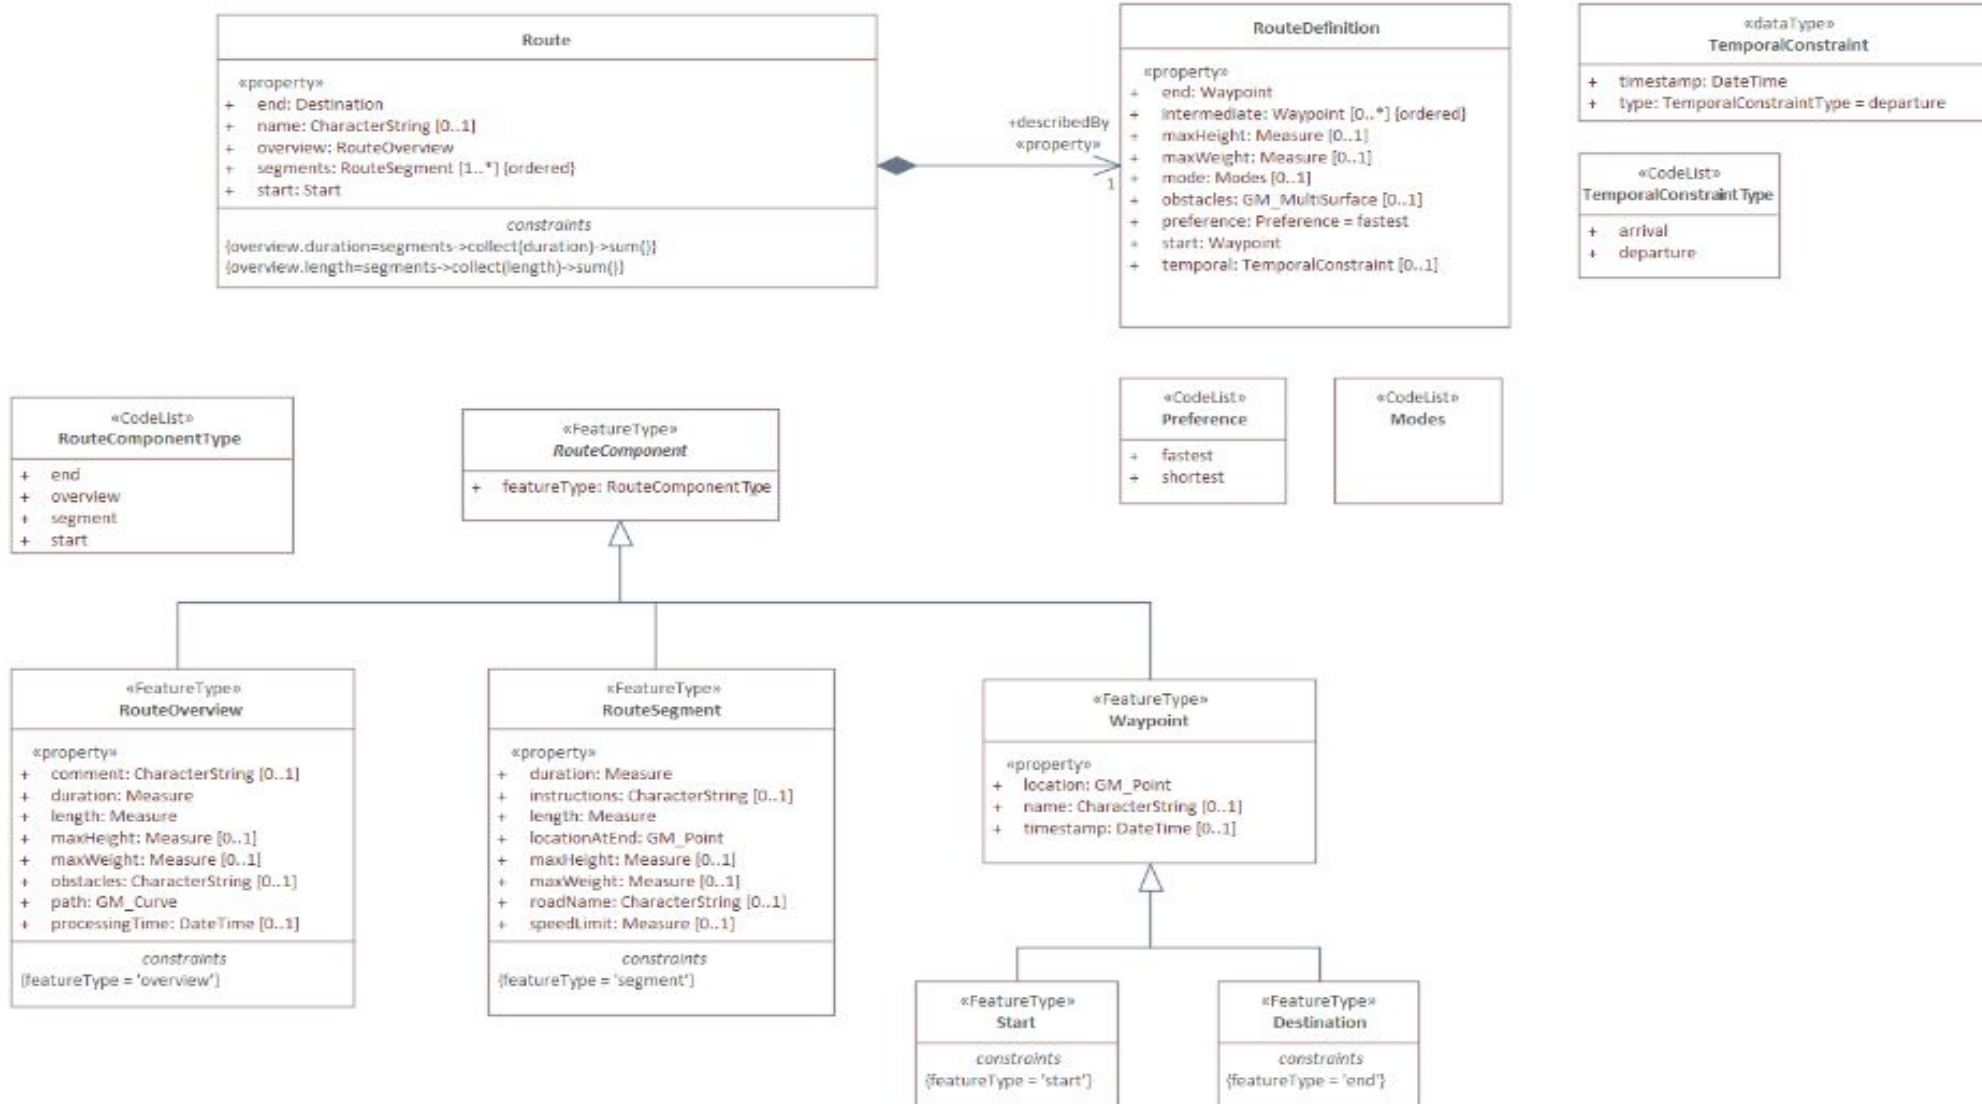 Route
«property»
+ end: Destination
+ name: CharacterString [0..1]
+ overview: RouteOverview
+ segments: RouteSegment [1..*] {ordered}
+ start: Start
constraints
{overview.duration=segments->collect(duration)->sum()}
{overview.length=segments->collect(length)->sum()}
+describedBy
«property»
1
RouteDefinition
«property»
+ end: Waypoint
+ intermediate: Waypoint [0..*] {ordered}
+ maxHeight: Measure [0..1]
+ maxWeight: Measure [0..1]
+ mode: Modes [0..1]
+ obstacles: GM_MultiSurface [0..1]
+ preference: Preference = fastest
+ start: Waypoint
+ temporal: TemporalConstraint [0..1]
«dataType»
TemporalConstraint
+ timestamp: DateTime
+ type: TemporalConstraintType = departure
«CodeList»
TemporalConstraintType
+ arrival
+ departure
«CodeList»
RouteComponentType
+ end
+ overview
+ segment
+ start
«FeatureType»
RouteComponent
+ featureType: RouteComponentType
«CodeList»
Preference
+ fastest
+ shortest
«CodeList»
Modes
«FeatureType»
RouteOverview
«property»
+ comment: CharacterString [0..1]
+ duration: Measure
+ length: Measure
+ maxHeight: Measure [0..1]
+ maxWeight: Measure [0..1]
+ obstacles: CharacterString [0..1]
+ path: GM_Curve
+ processingTime: DateTime [0..1]
constraints
{featureType = 'overview'}
«FeatureType»
RouteSegment
«property»
+ duration: Measure
+ instructions: CharacterString [0..1]
+ length: Measure
+ locationAtEnd: GM_Point
+ maxHeight: Measure [0..1]
+ maxWeight: Measure [0..1]
+ roadName: CharacterString [0..1]
+ speedLimit: Measure [0..1]
constraints
{featureType = 'segment'}
«FeatureType»
Waypoint
«property»
+ location: GM_Point
+ name: CharacterString [0..1]
+ timestamp: DateTime [0..1]
«FeatureType»
Start
constraints
{featureType = 'start'}
«FeatureType»
Destination
constraints
{featureType = 'end'}